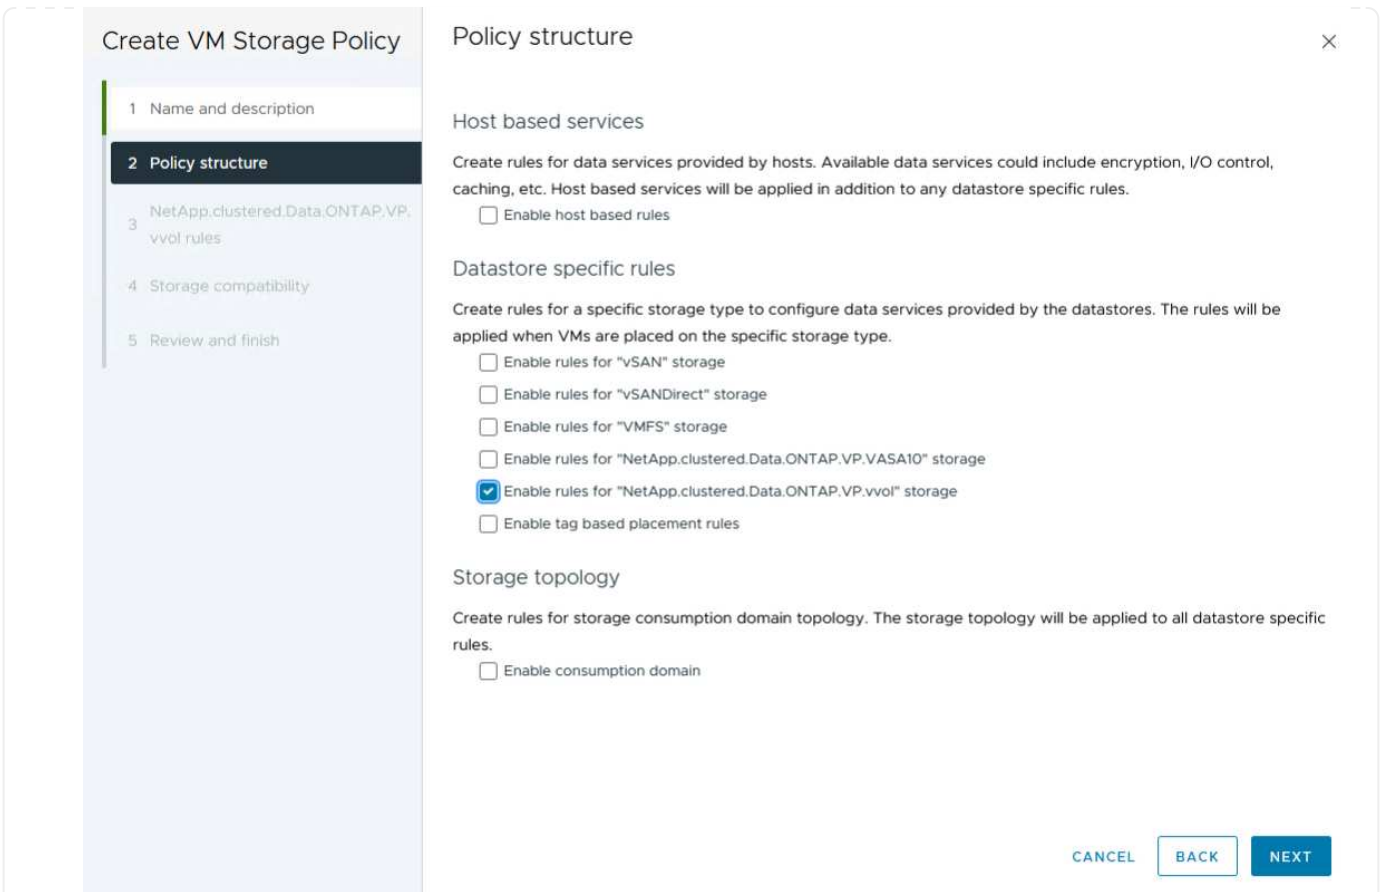 Create VM Storage Policy
1 Name and description
2 Policy structure
3 NetApp.clustered.Data.ONTAP.VP.
vvol rules
4 Storage compatibility
5 Review and finish
Policy structure
Host based services
Create rules for data services provided by hosts. Available data services could include encryption, I/O control,
caching, etc. Host based services will be applied in addition to any datastore specific rules.
Enable host based rules
Datastore specific rules
Create rules for a specific storage type to configure data services provided by the datastores. The rules will be
applied when VMs are placed on the specific storage type.
Enable rules for "vSAN" storage
Enable rules for "vSANDirect" storage
Enable rules for "VMFS" storage
Enable rules for "NetApp.clustered.Data.ONTAP.VP.VASA10" storage
Enable rules for "NetApp.clustered.Data.ONTAP.VP.vvol" storage
Enable tag based placement rules
Storage topology
Create rules for storage consumption domain topology. The storage topology will be applied to all datastore specific
rules.
Enable consumption domain
CANCEL BACK NEXT